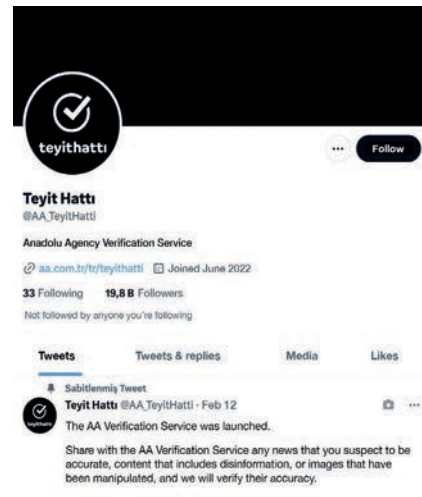 teyithattı
Follow
Teyit Hattı
@AA_TeyitHatti
Anadolu Agency Verification Service
aa.com.tr/tr/teyithatti Joined June 2022
33 Following 19,8 B Followers
Not followed by anyone you're following
Tweets Tweets & replies Media Likes
Sabitlenmiş Tweet
Teyit Hattı @AA_TeyitHatti · Feb 12
teyithattı
The AA Verification Service was launched.
Share with the AA Verification Service any news that you suspect to be
accurate, content that includes disinformation, or images that have
been manipulated, and we will verify their accuracy.